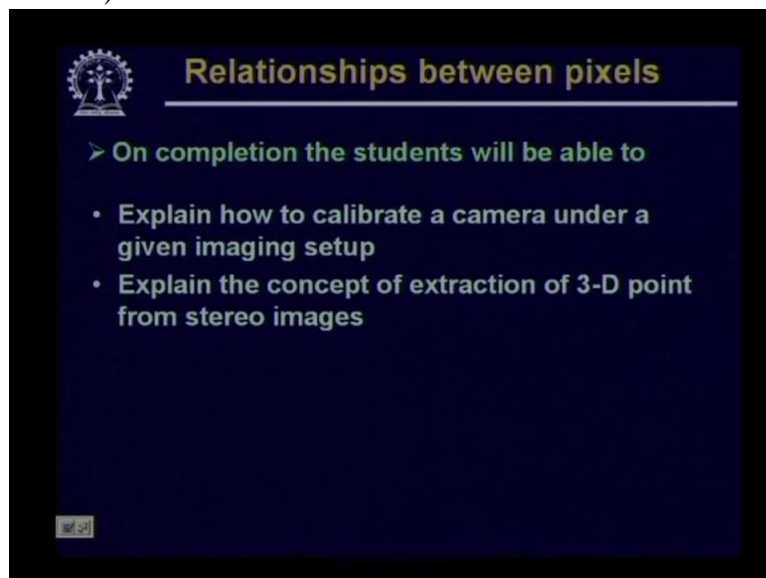 Relationships between pixels
➢ On completion the students will be able to
• Explain how to calibrate a camera under a
given imaging setup
• Explain the concept of extraction of 3-D point
from stereo images